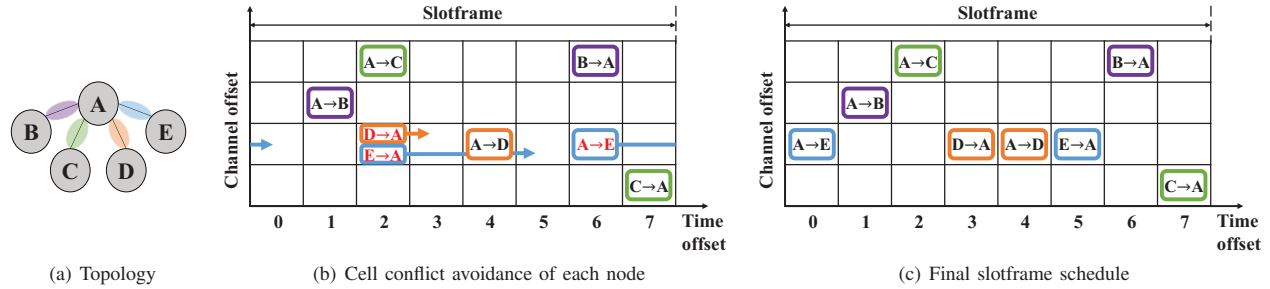 A
B
E
C
D
(a) Topology
Slotframe
Channel offset
A→C
B→A
A→B
D→A
E→A
A→D
A→E
C→A
0 1 2 3 4 5 6 7 Time
offset
(b) Cell conflict avoidance of each node
Slotframe
Channel offset
A→C
B→A
A→B
A→E
D→A
A→D
E→A
C→A
0 1 2 3 4 5 6 7 Time
offset
(c) Final slotframe schedule